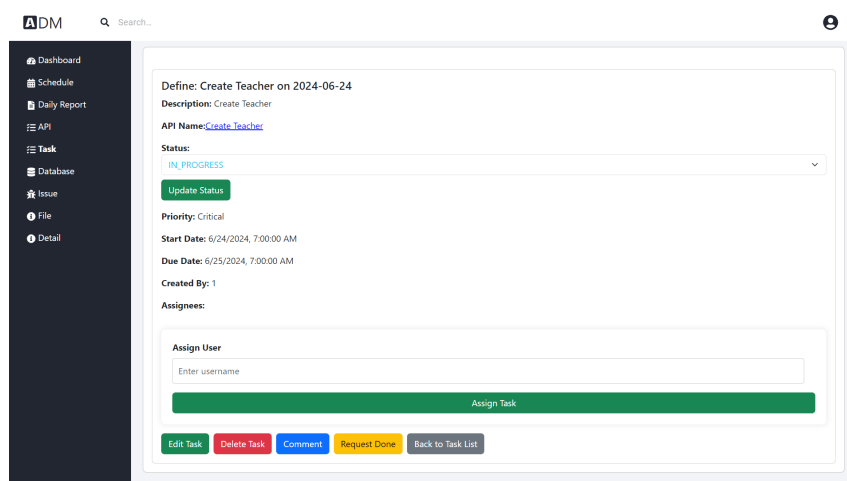 ADM
Search...
Dashboard
Schedule
Daily Report
API
Task
Database
Issue
File
Detail
Define: Create Teacher on 2024-06-24
Description: Create Teacher
API Name:Create Teacher
Status:
IN_PROGRESS
Update Status
Priority: Critical
Start Date: 6/24/2024, 7:00:00 AM
Due Date: 6/25/2024, 7:00:00 AM
Created By: 1
Assignees:
Assign User
Enter username
Assign Task
Edit Task Delete Task Comment Request Done Back to Task List